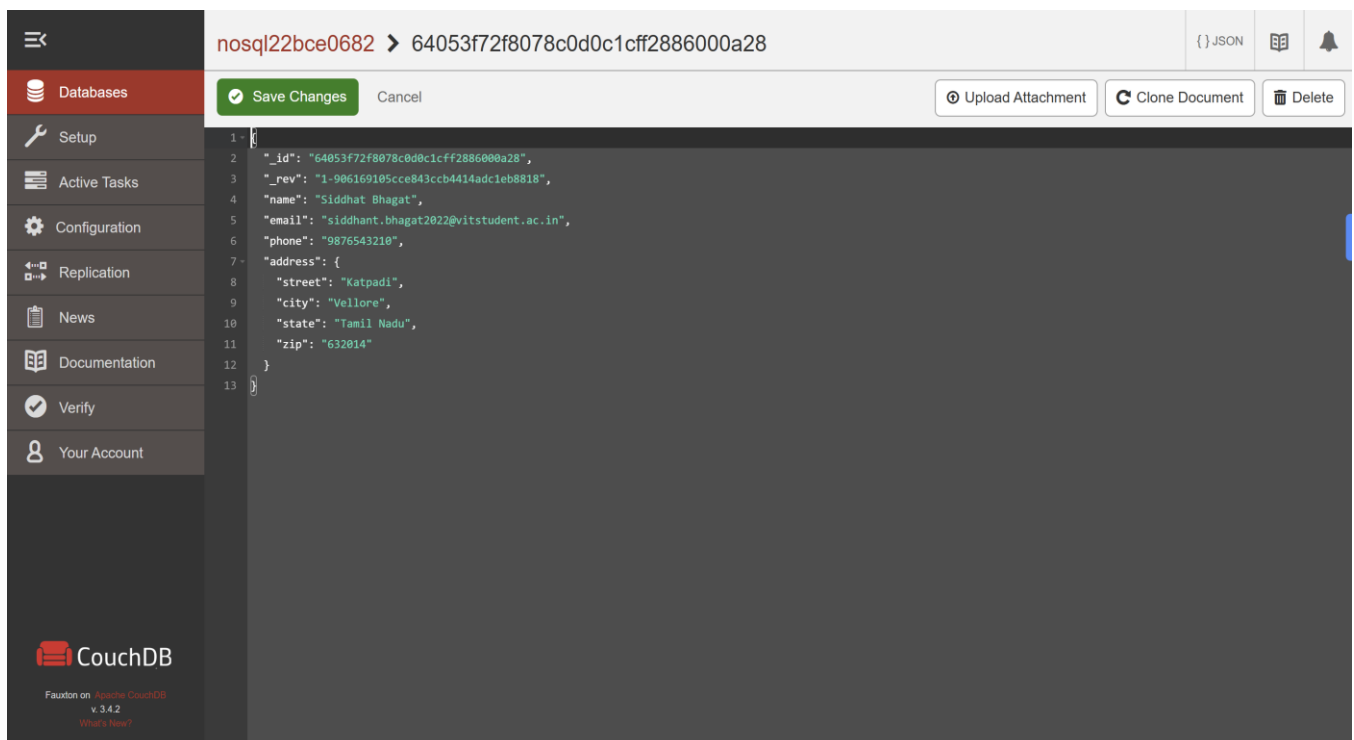 nosql22bce0682 > 64053f72f8078c0d0c1cff2886000a28
{ } JSON
Databases
Setup
Active Tasks
Configuration
Replication
News
Documentation
Verify
Your Account
Save Changes
Cancel
Upload Attachment
Clone Document
Delete
1 {
2 "_id": "64053f72f8078c0d0c1cff2886000a28",
3 "_rev": "1-906169105cce843ccb4414adc1eb8818",
4 "name": "Siddhat Bhagat",
5 "email": "siddhant.bhagat2022@vitstudent.ac.in",
6 "phone": "9876543210",
7 "address": {
8 "street": "Katpadi",
9 "city": "Vellore",
10 "state": "Tamil Nadu",
11 "zip": "632014"
12 }
13 }
CouchDB
Fauxton on Apache CouchDB
v. 3.4.2
What's New?